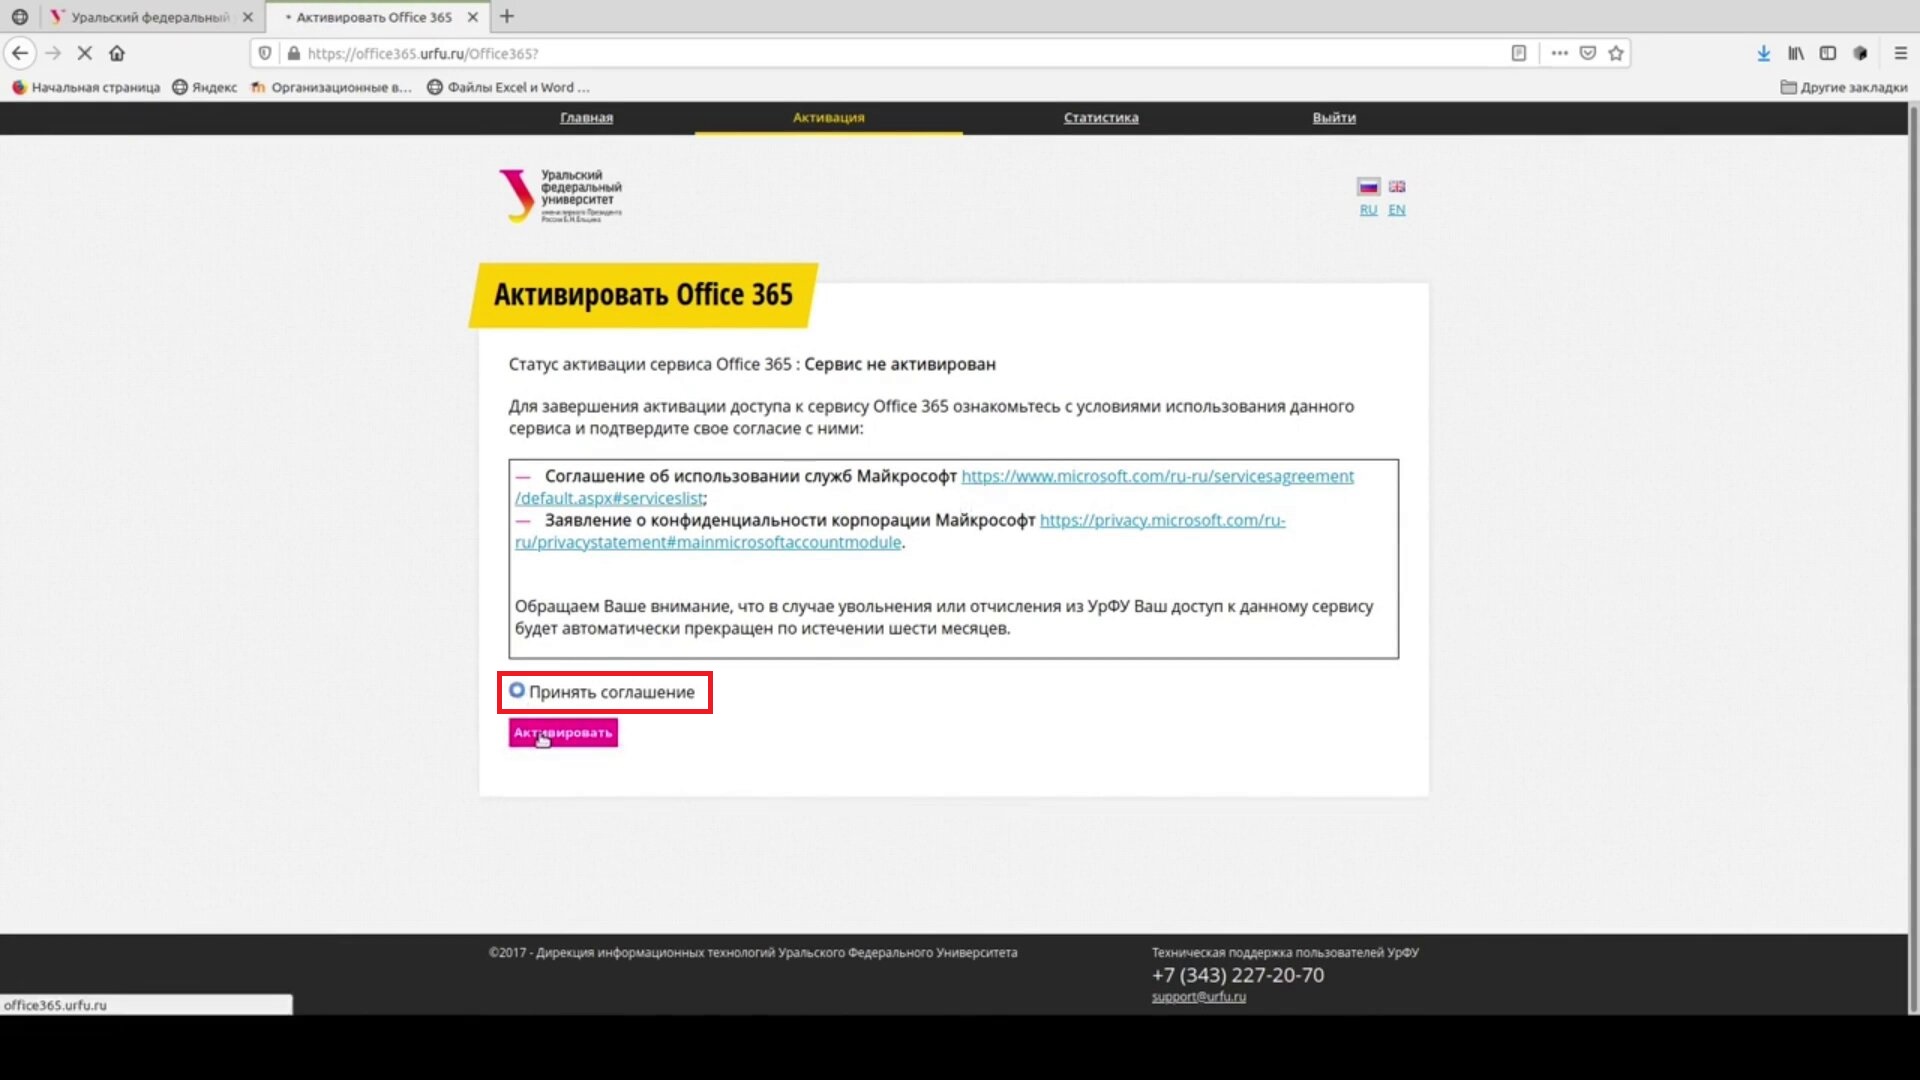 Уральский федеральный
Активировать Office 365
https://office365.urfu.ru/Office365?
Начальная страница
Яндекс
Организационные в...
Файлы Excel и Word ...
Другие закладки
Главная
Активация
Статистика
Выйти
Уральский
федеральный
университет
имени первого Президента
России Б.Н.Ельцина
RU EN
Активировать Office 365
Статус активации сервиса Office 365 : Сервис не активирован
Для завершения активации доступа к сервису Office 365 ознакомьтесь с условиями использования данного
сервиса и подтвердите свое согласие с ними:
— Соглашение об использовании служб Майкрософт https://www.microsoft.com/ru-ru/servicesagreement
/default.aspx#serviceslist;
— Заявление о конфиденциальности корпорации Майкрософт https://privacy.microsoft.com/ru-
ru/privacystatement#mainmicrosoftaccountmodule.
Обращаем Ваше внимание, что в случае увольнения или отчисления из УрФУ Ваш доступ к данному сервису
будет автоматически прекращен по истечении шести месяцев.
Принять соглашение
Активировать
©2017 - Дирекция информационных технологий Уральского Федерального Университета
Техническая поддержка пользователей УрФУ
+7 (343) 227-20-70
support@urfu.ru
office365.urfu.ru